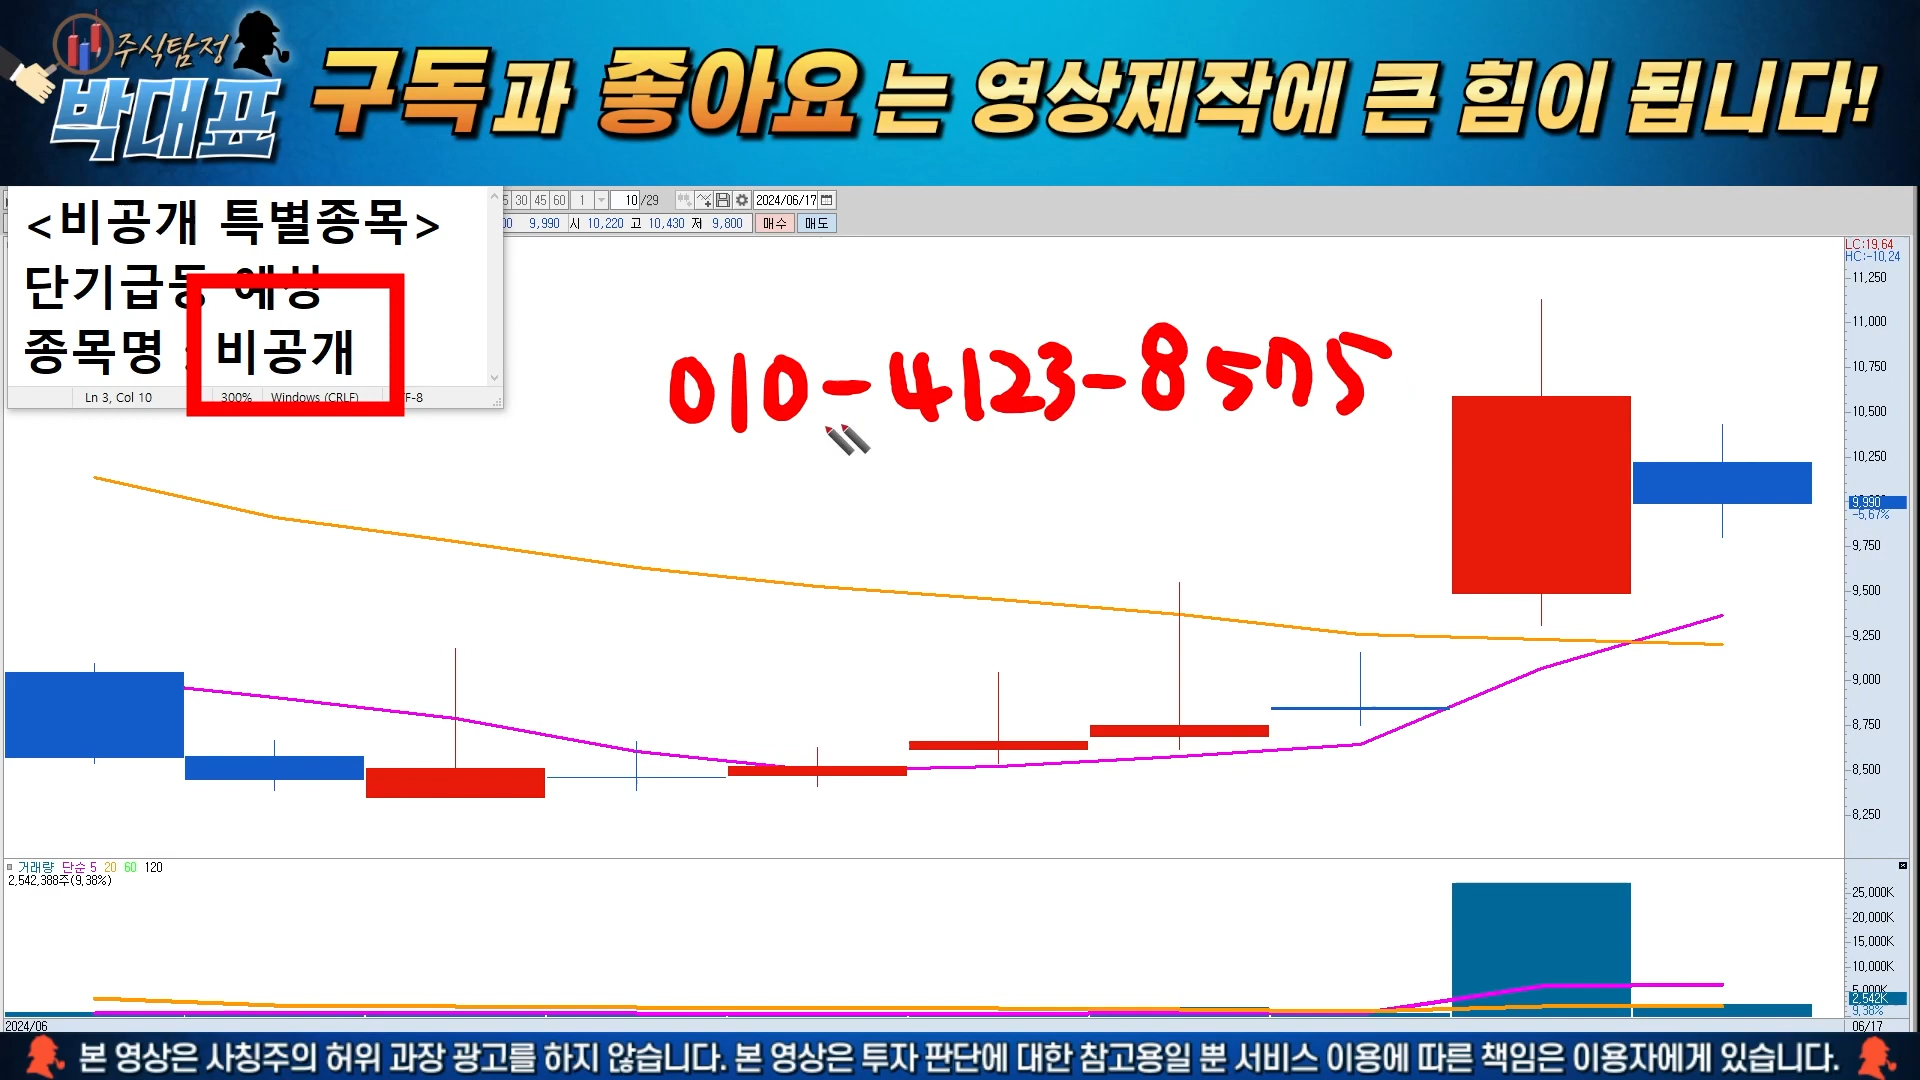 주식탐정
박대표
구독과 좋아요는 영상제작에 큰 힘이 됩니다!
<비공개 특별종목>
단기급등 예상
종목명 : 비공개
Ln 3, Col 10 300% Windows (CRLF)
30 45 60 1 10 /29 2024/06/17
9,990 시 10,220 고 10,430 저 9,800 매수 매도
010-4123-8575
LC:19,64
HC:-10,24
11,250
11,000
10,750
10,500
10,250
9,990
-5,67%
9,750
9,500
9,250
9,000
8,750
8,500
8,250
거래량 단순 5 20 60 120
2,542,388주(9,38%)
25,000K
20,000K
15,000K
10,000K
5,000K
2,542K
9,38%
2024/06
06/17
본 영상은 사칭주의 허위 과장 광고를 하지 않습니다. 본 영상은 투자 판단에 대한 참고용일 뿐 서비스 이용에 따른 책임은 이용자에게 있습니다.